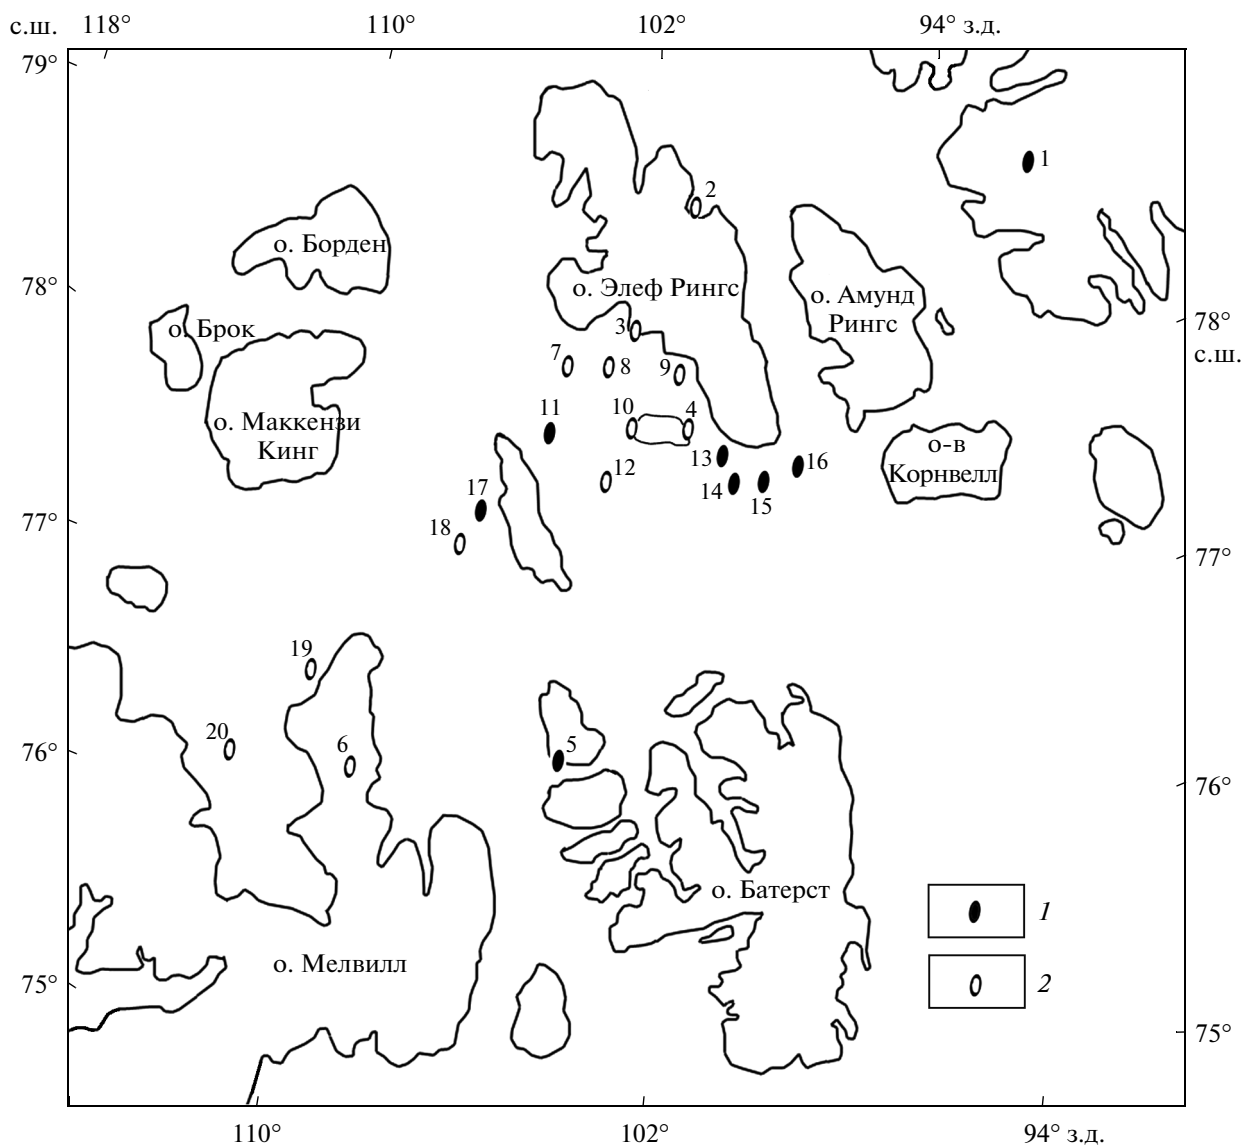 с.ш. 118° 110° 102° 94° з.д.
79°
1
2
о. Борден
78°
о. Элеф Рингс
о. Амунд
Рингс
о. Брок
3
78°
с.ш.
7
8
9
11
10
4
о. Маккензи
Кинг
о-в
Корнвелл
13
16
12
14
15
17
18
77°
77°
19
20
6
5
76°
76°
о. Батерст
1
о. Мелвилл
75°
2
75°
110° 102° 94° з.д.